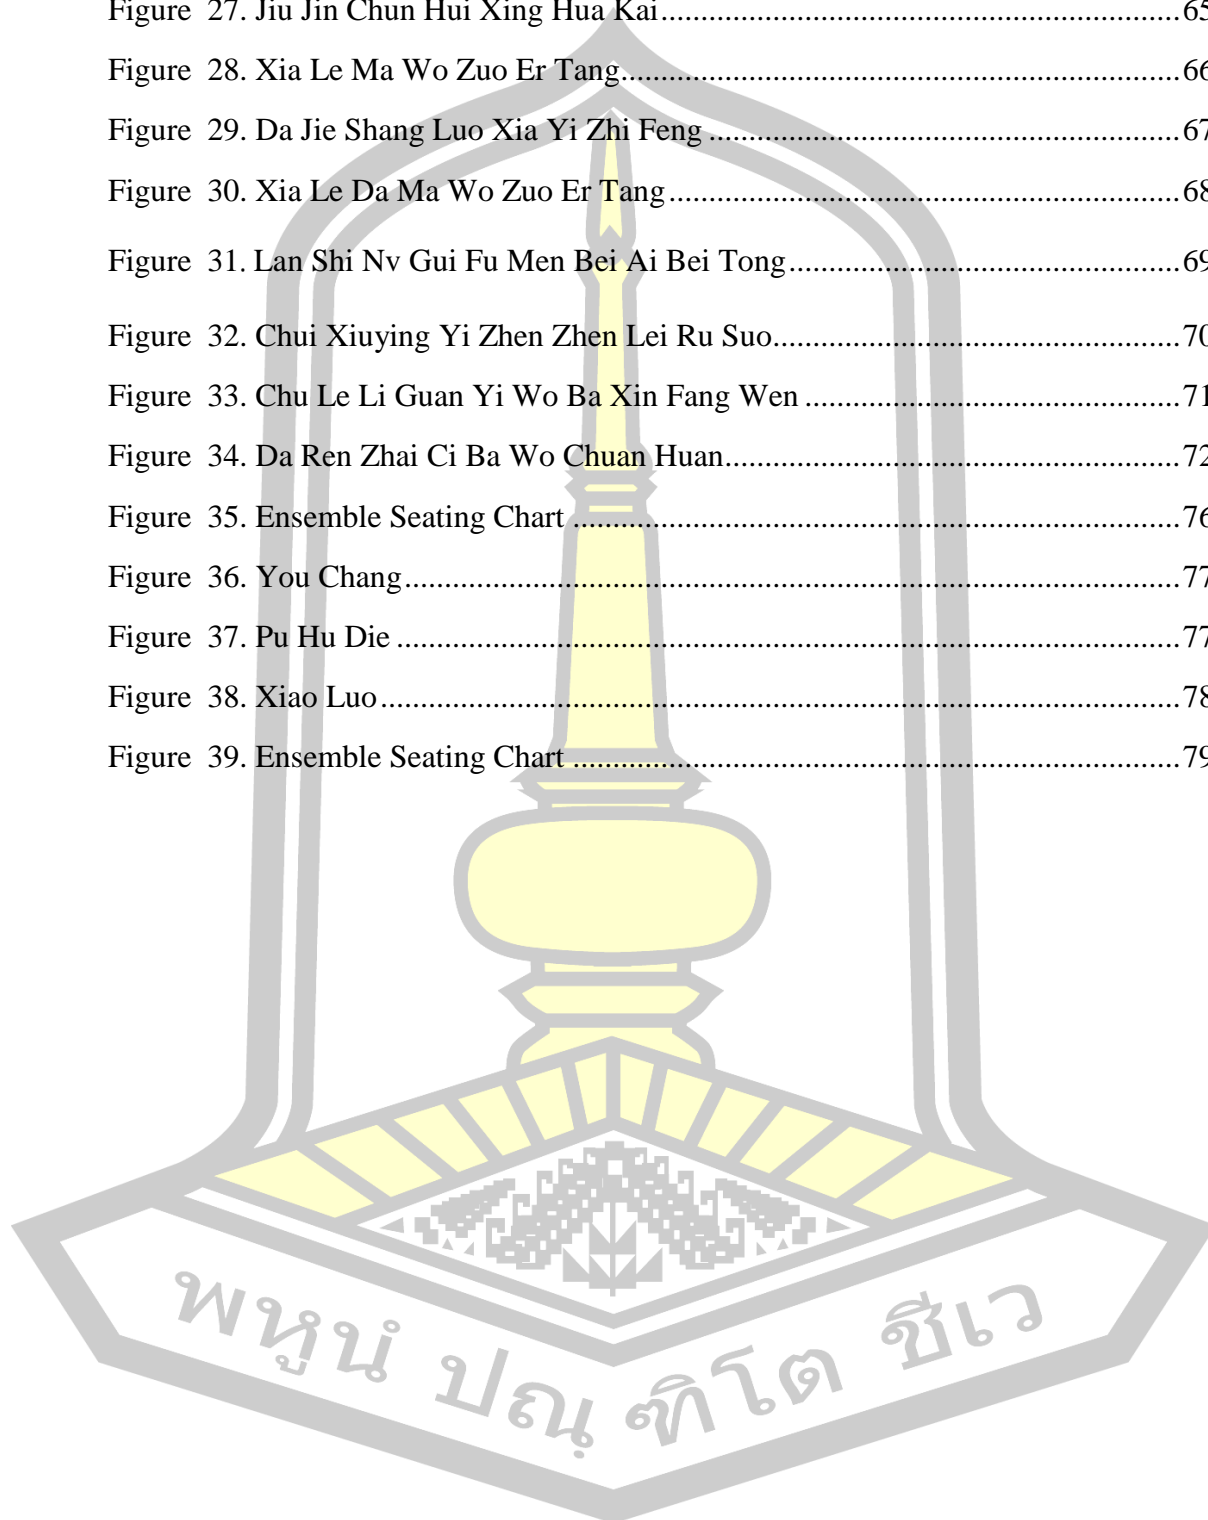 Figure 27. Jiu Jin Chun Hui Xing Hua Kai....................65
Figure 28. Xia Le Ma Wo Zuo Er Tang....................66
Figure 29. Da Jie Shang Luo Xia Yi Zhi Feng....................67
Figure 30. Xia Le Da Ma Wo Zuo Er Tang....................68
Figure 31. Lan Shi Nv Gui Fu Men Bei Ai Bei Tong....................69
Figure 32. Chui Xiuying Yi Zhen Zhen Lei Ru Suo....................70
Figure 33. Chu Le Li Guan Yi Wo Ba Xin Fang Wen....................71
Figure 34. Da Ren Zhai Ci Ba Wo Chuan Huan....................72
Figure 35. Ensemble Seating Chart....................76
Figure 36. You Chang....................77
Figure 37. Pu Hu Die....................77
Figure 38. Xiao Luo....................78
Figure 39. Ensemble Seating Chart....................79
พหูนํ ปณฺฑิโต ชีเว